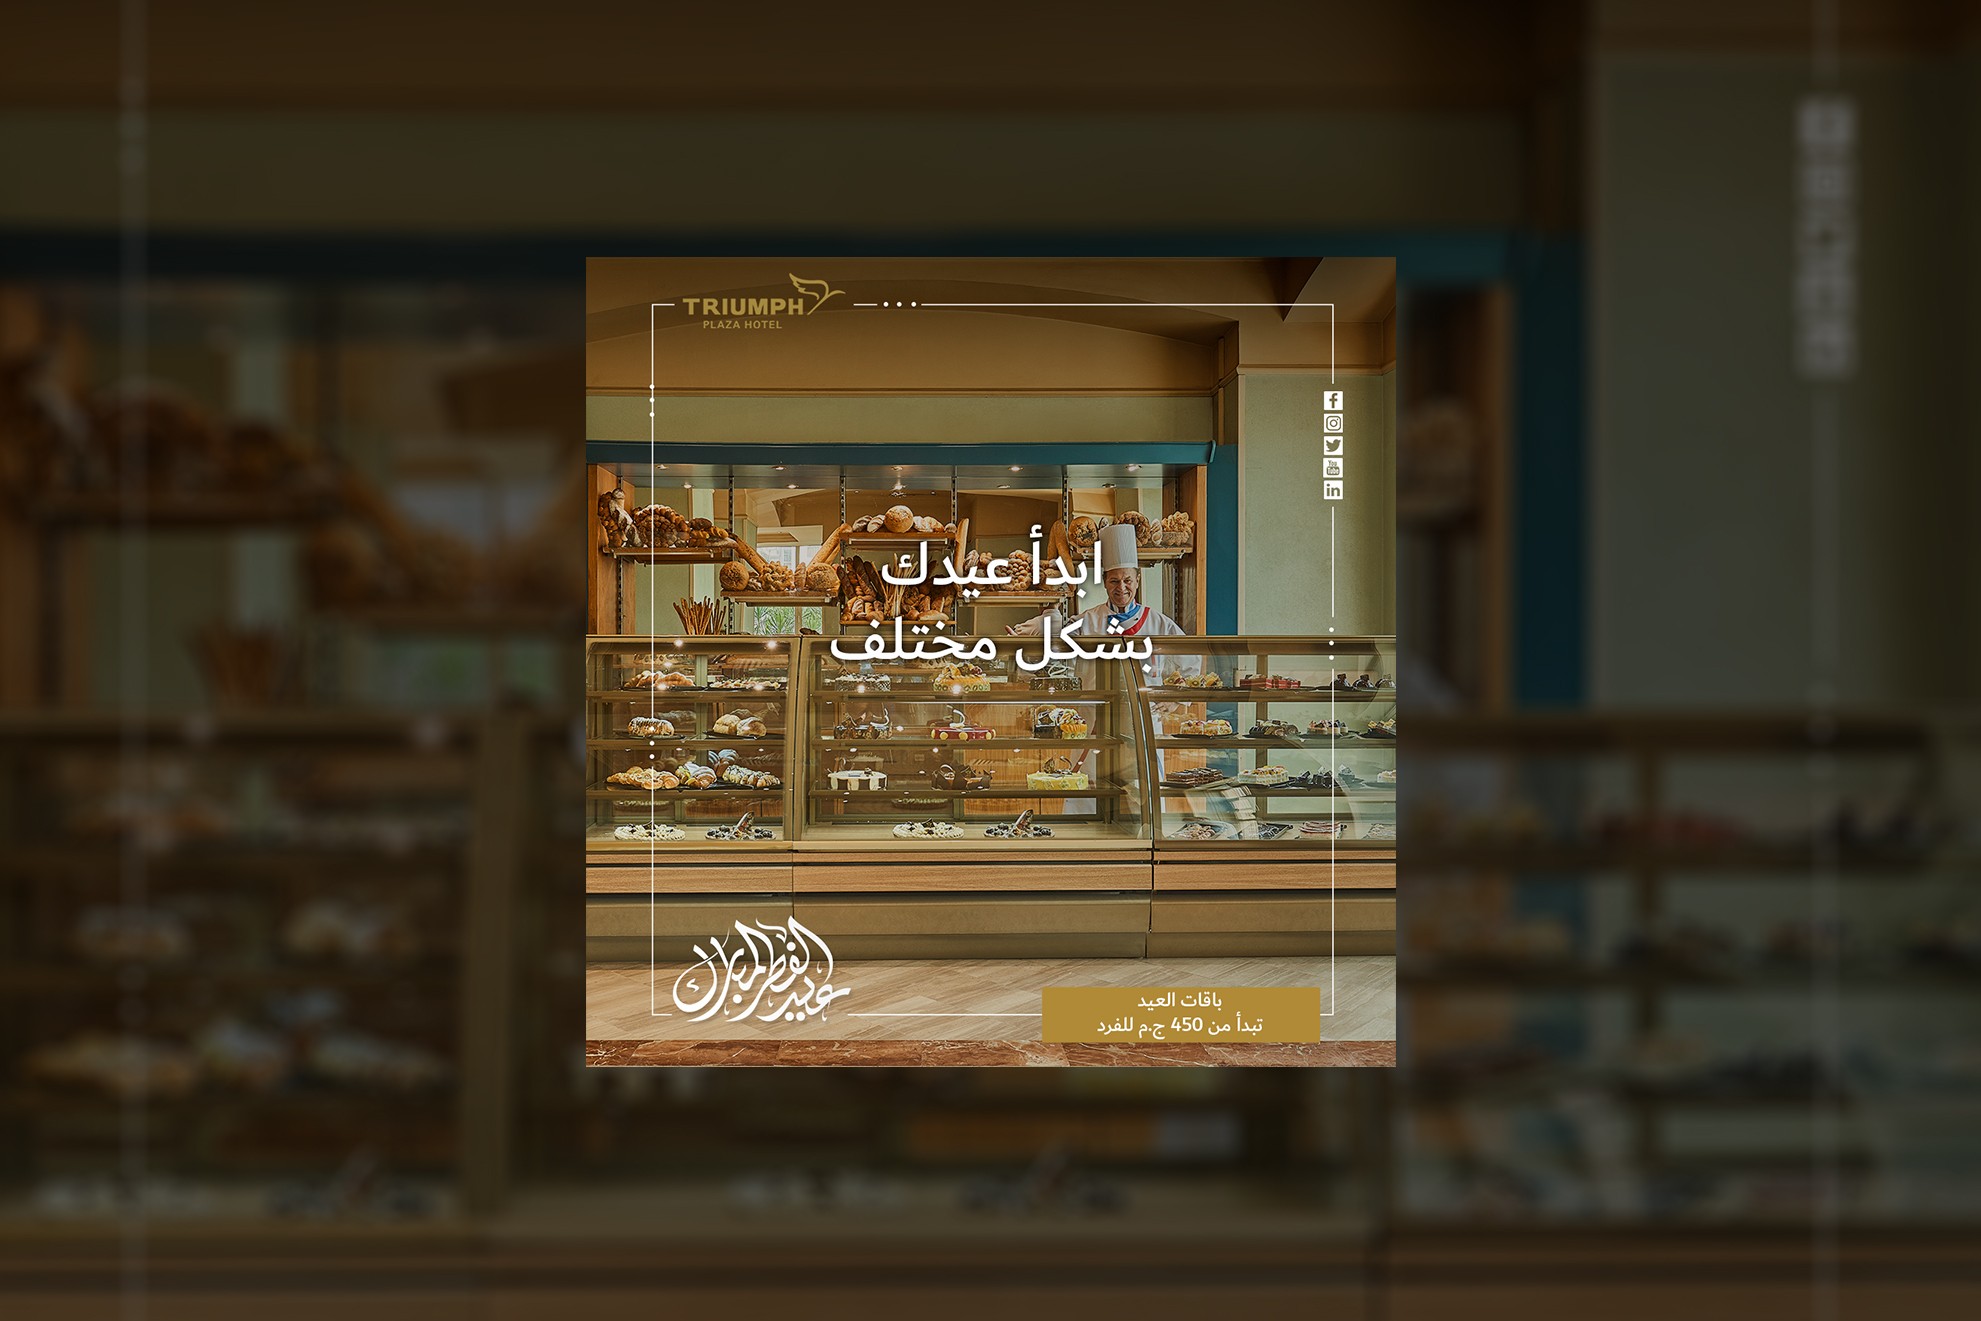 TRIUMPH
PLAZA HOTEL
ابدأ عيدك
بشكل مختلف
عيد الفطر المبارك
باقات العيد
تبدأ من 450 ج.م للفرد